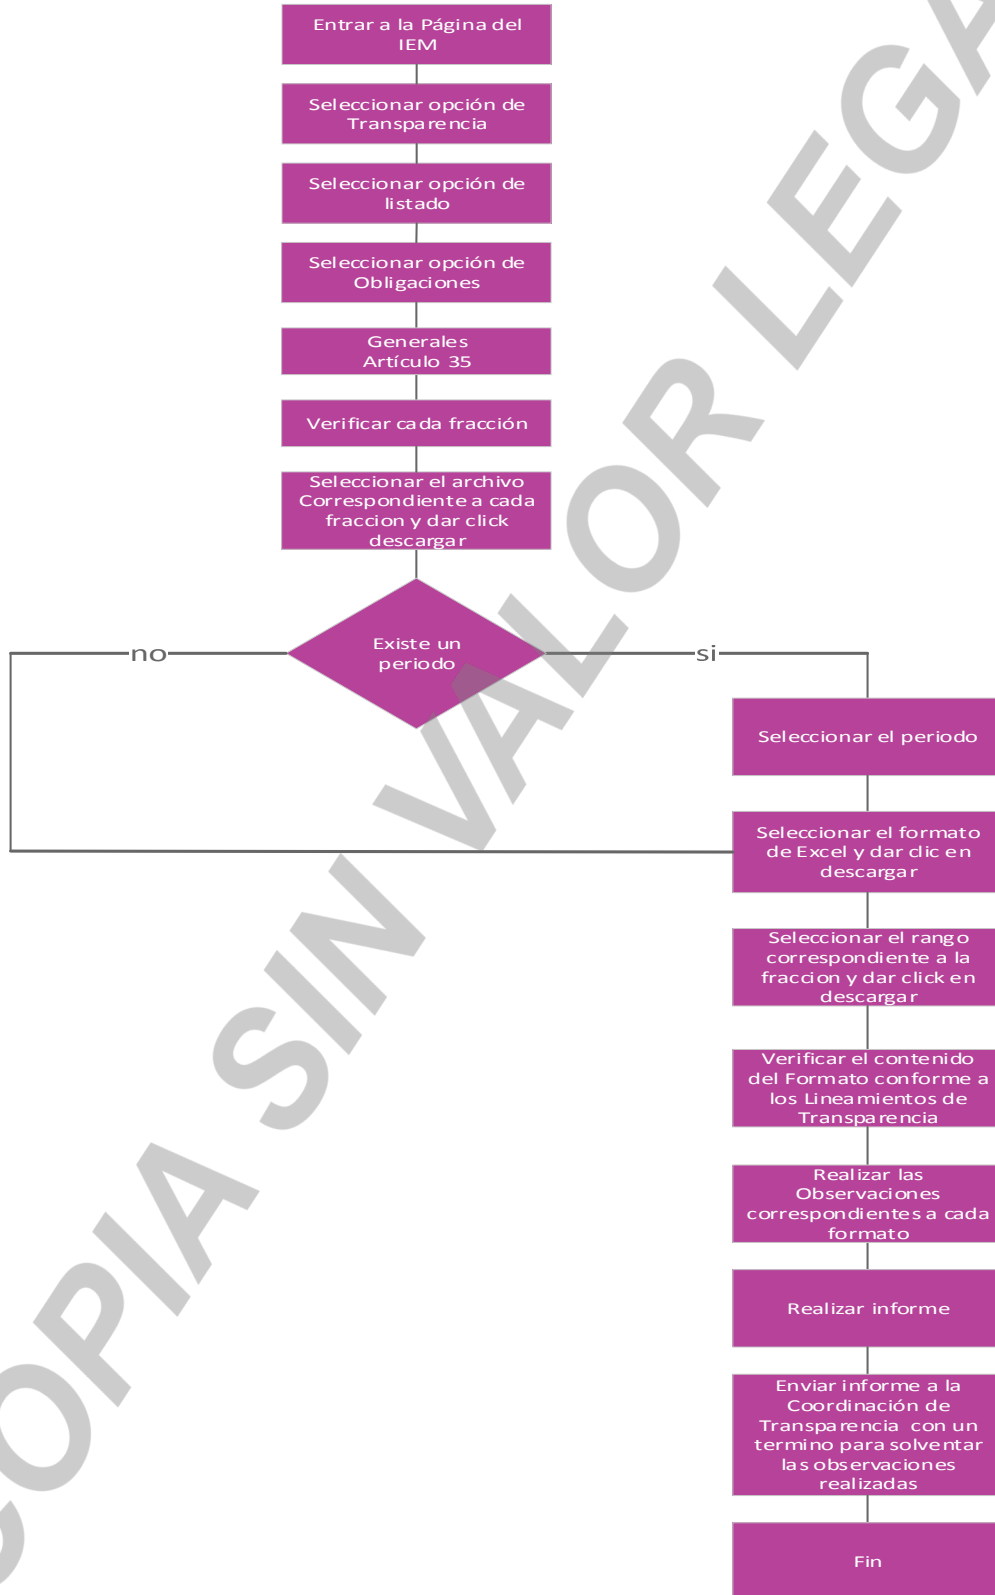 Entrar a la Página del
IEM
Seleccionar opción de
Transparencia
Seleccionar opción de
listado
Seleccionar opción de
Obligaciones
Generales
Artículo 35
Verificar cada fracción
Seleccionar el archivo
Correspondiente a cada
fraccion y dar click
descargar
Existe un
periodo
no
si
Seleccionar el periodo
Seleccionar el formato
de Excel y dar clic en
descargar
Seleccionar el rango
correspondiente a la
fraccion y dar click en
descargar
Verificar el contenido
del Formato conforme a
los Lineamientos de
Transparencia
Realizar las
Observaciones
correspondientes a cada
formato
Realizar informe
Enviar informe a la
Coordinación de
Transparencia con un
termino para solventar
las observaciones
realizadas
Fin
COPIA SIN VALOR LEGA